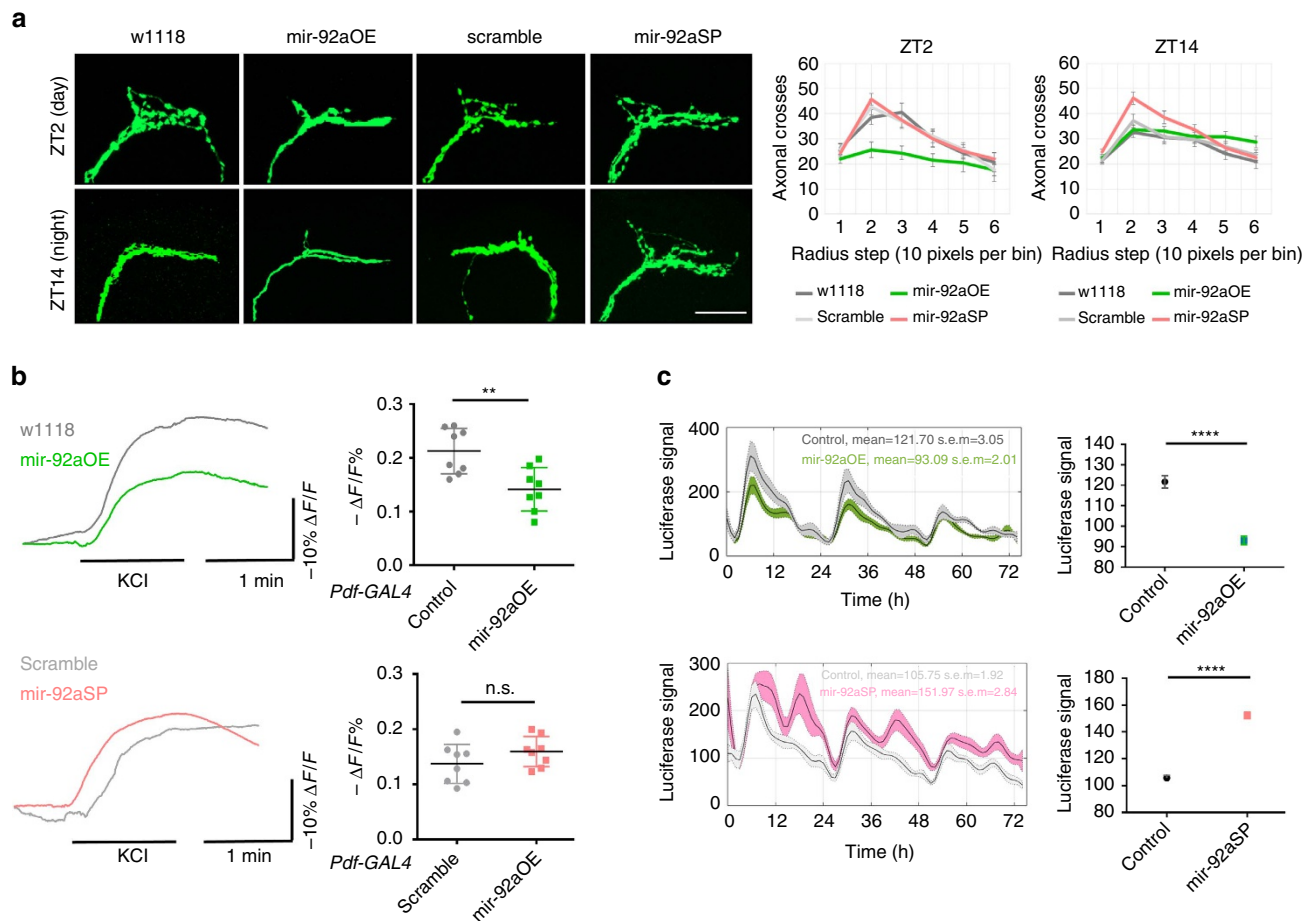 a
w1118
mir-92aOE
scramble
mir-92aSP
ZT2 (day)
ZT14 (night)
ZT2
Axonal crosses
60
50
40
30
20
10
0
1 2 3 4 5 6
Radius step (10 pixels per bin)
w1118
mir-92aOE
Scramble
mir-92aSP
ZT14
Axonal crosses
60
50
40
30
20
10
0
1 2 3 4 5 6
Radius step (10 pixels per bin)
w1118
mir-92aOE
Scramble
mir-92aSP
b
w1118
mir-92aOE
KCl
1 min
–10% ΔF/F
– ΔF/F%
0.3
0.2
0.1
0.0
**
Pdf-GAL4
Control
mir-92aOE
Scramble
mir-92aSP
KCl
1 min
–10% ΔF/F
– ΔF/F%
0.3
0.2
0.1
0.0
n.s.
Pdf-GAL4
Scramble
mir-92aOE
c
Luciferase signal
400
200
0
Control, mean=121.70 s.e.m=3.05
mir-92aOE, mean=93.09 s.e.m=2.01
0 12 24 36 48 60 72
Time (h)
Luciferase signal
140
130
120
110
100
90
80
****
Control
mir-92aOE
Luciferase signal
300
200
100
0
Control, mean=105.75 s.e.m=1.92
mir-92aSP, mean=151.97 s.e.m=2.84
0 12 24 36 48 60 72
Time (h)
Luciferase signal
180
160
140
120
100
80
****
Control
mir-92aSP